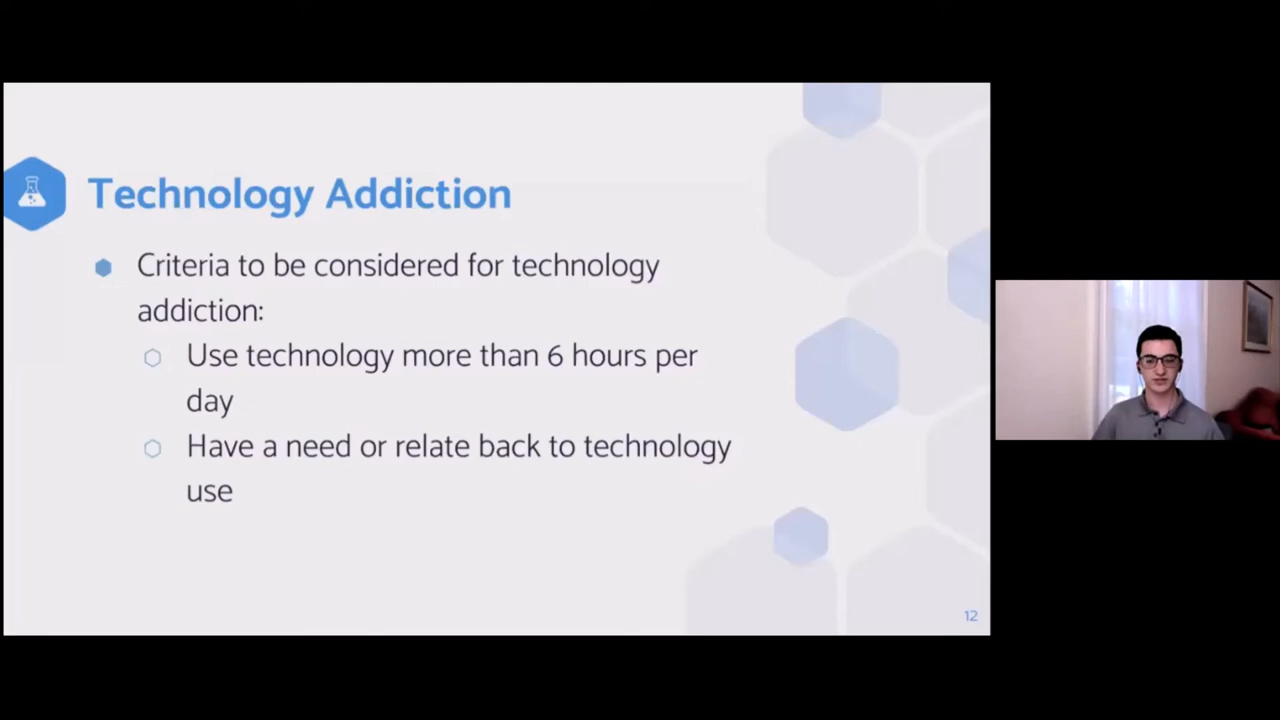 Technology Addiction
Criteria to be considered for technology
addiction:
Use technology more than 6 hours per
day
Have a need or relate back to technology
use
12